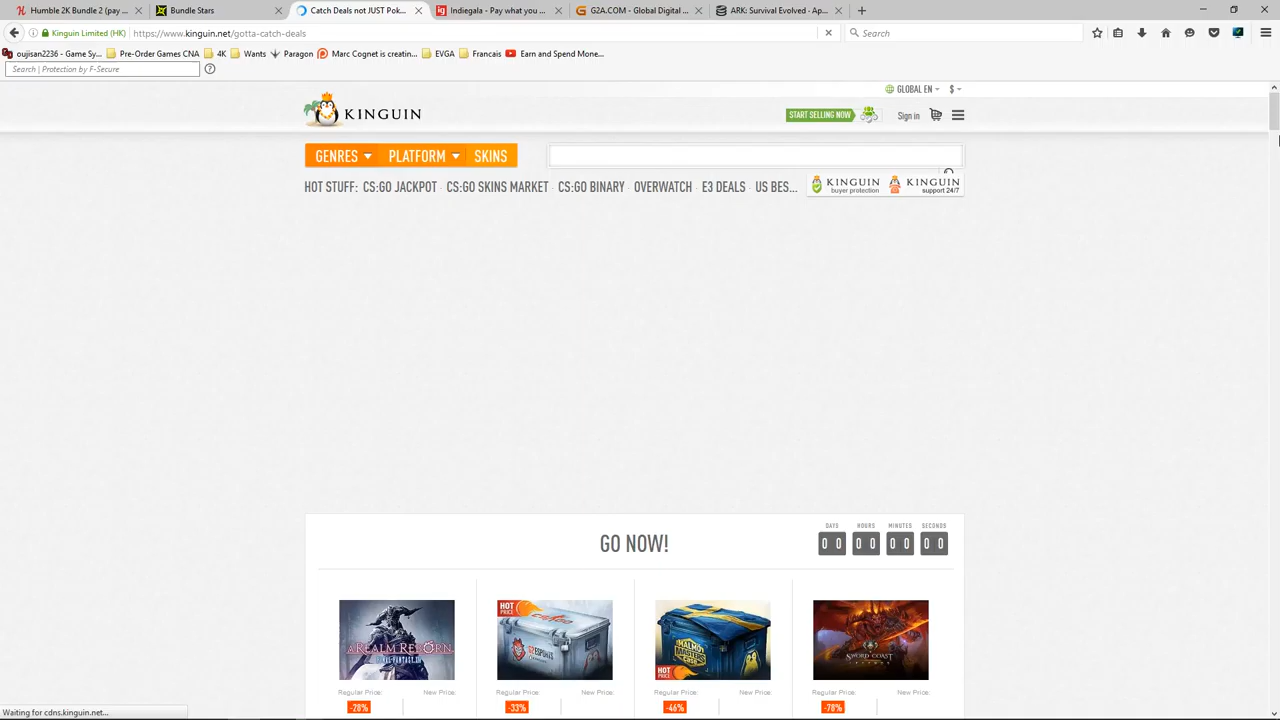 Humble 2K Bundle 2 (pay ...
Bundle Stars
Catch Deals not JUST Pok...
Indiegala - Pay what you ...
G2A.COM - Global Digital ...
ARK: Survival Evolved - Ap...
Kinguin Limited (HK)
https://www.kinguin.net/gotta-catch-deals
Search
oujisan2236 - Game Sy...
Pre-Order Games CNA
4K
Wants
Paragon
Marc Cognet is creatin...
EVGA
Francais
Earn and Spend Mone...
Search | Protection by F-Secure
GLOBAL EN
$
KINGUIN
START SELLING NOW
Sign in
GENRES
PLATFORM
SKINS
HOT STUFF: CS:GO JACKPOT · CS:GO SKINS MARKET · CS:GO BINARY · OVERWATCH · E3 DEALS · US BES...
KINGUIN
buyer protection
KINGUIN
support 24/7
GO NOW!
DAYS HOURS MINUTES SECONDS
0 0 0 0 0 0 0 0
A REALM REBORN
FINAL FANTASY XIV
HOT PRICE
G2ESPORTS
MALMÖ
HOT PRICE
SWORD COAST
LEGENDS
Regular Price: New Price:
-28%
Regular Price: New Price:
-33%
Regular Price: New Price:
-46%
Regular Price: New Price:
-78%
Waiting for cdns.kinguin.net...